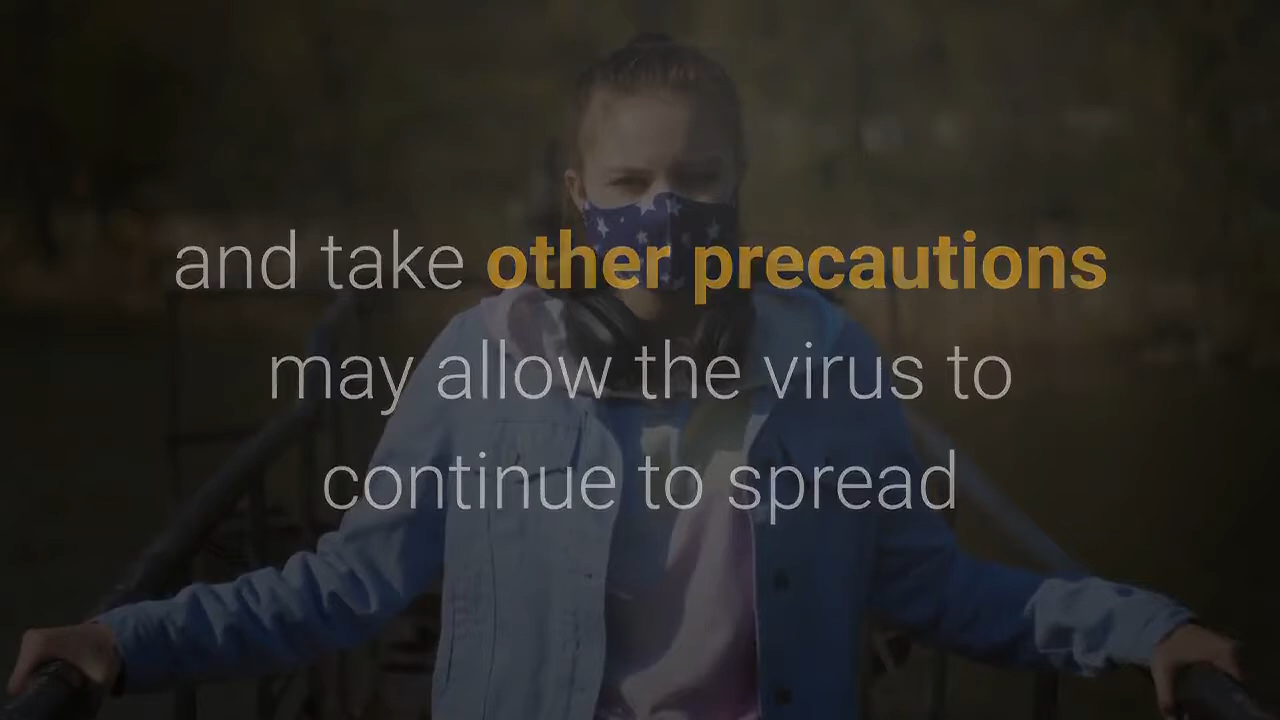 and take other precautions
may allow the virus to
continue to spread